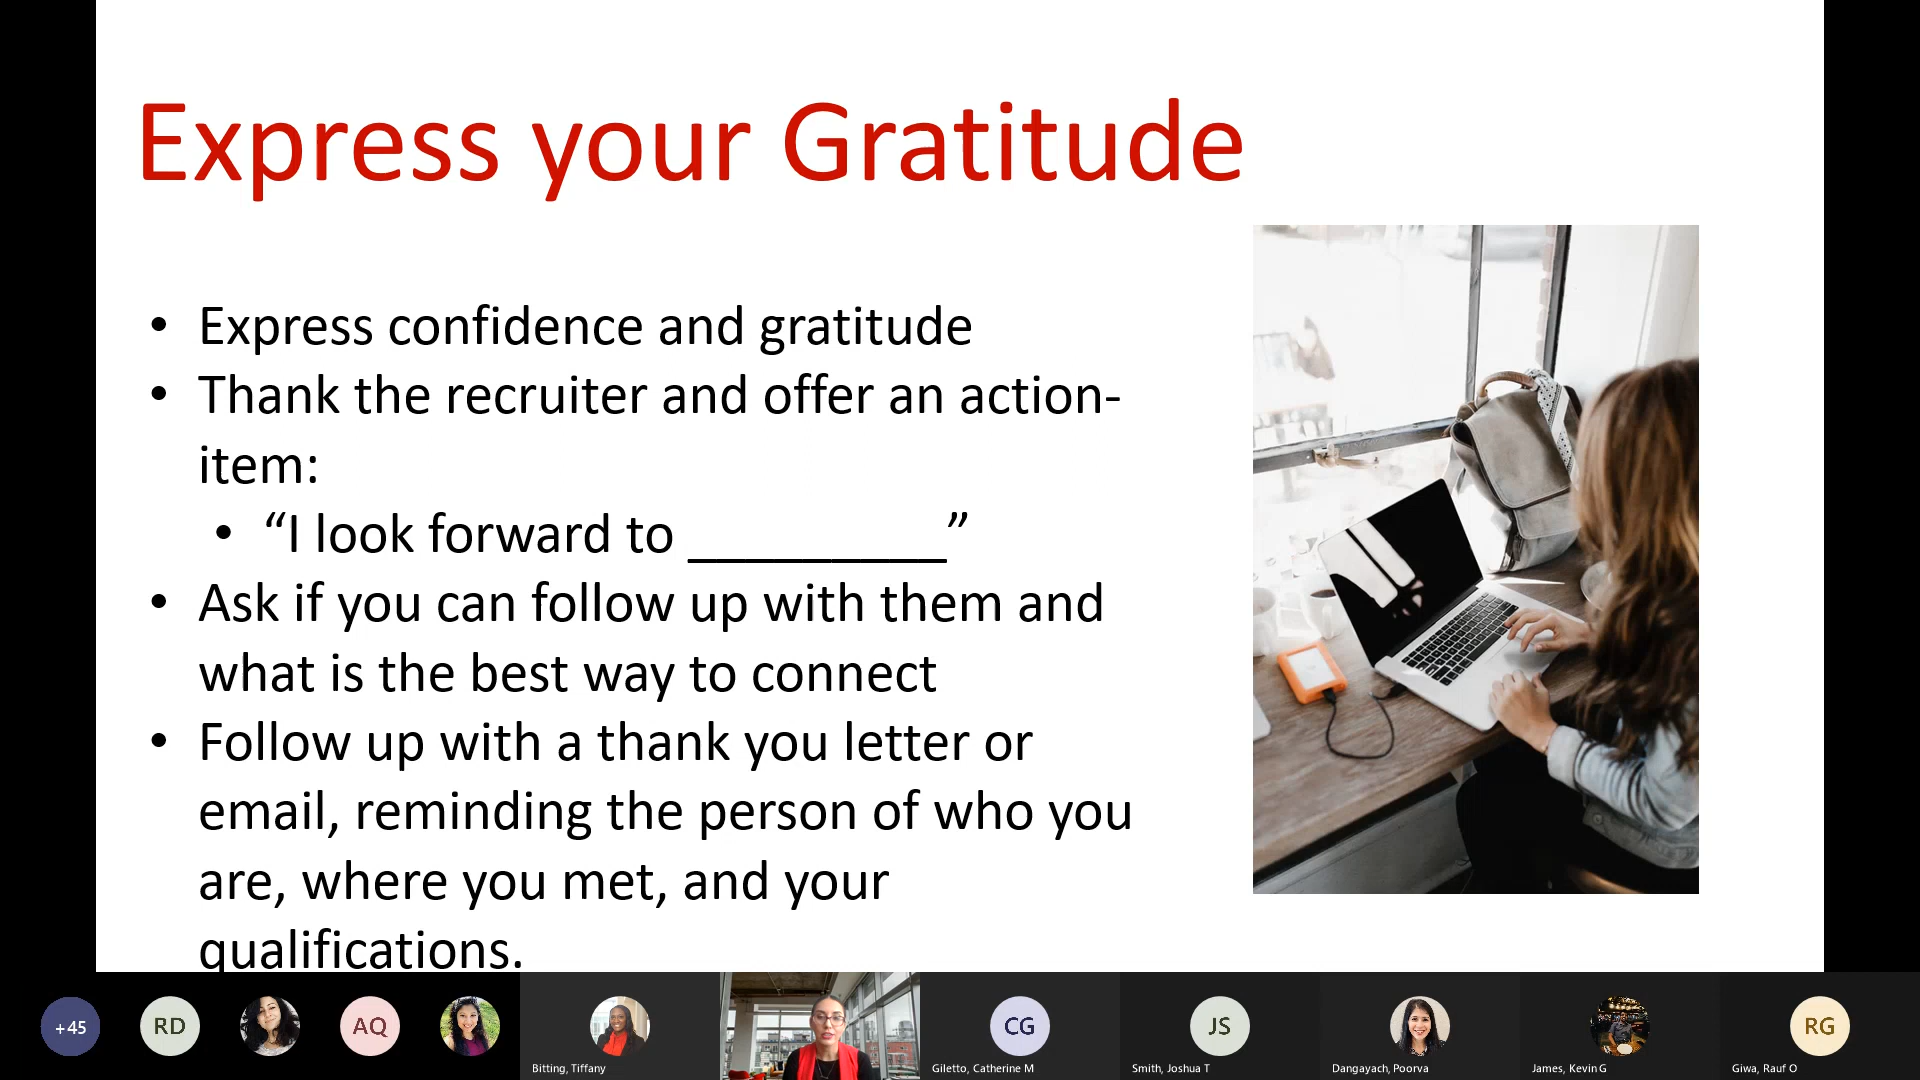 Express your Gratitude
• Express confidence and gratitude
• Thank the recruiter and offer an action-
item:
• “I look forward to _________”
• Ask if you can follow up with them and
what is the best way to connect
• Follow up with a thank you letter or
email, reminding the person of who you
are, where you met, and your
qualifications.
+45
RD
AQ
CG
JS
RG
Bitting, Tiffany
Giletto, Catherine M
Smith, Joshua T
Dangayach, Poorva
James, Kevin G
Giwa, Rauf O